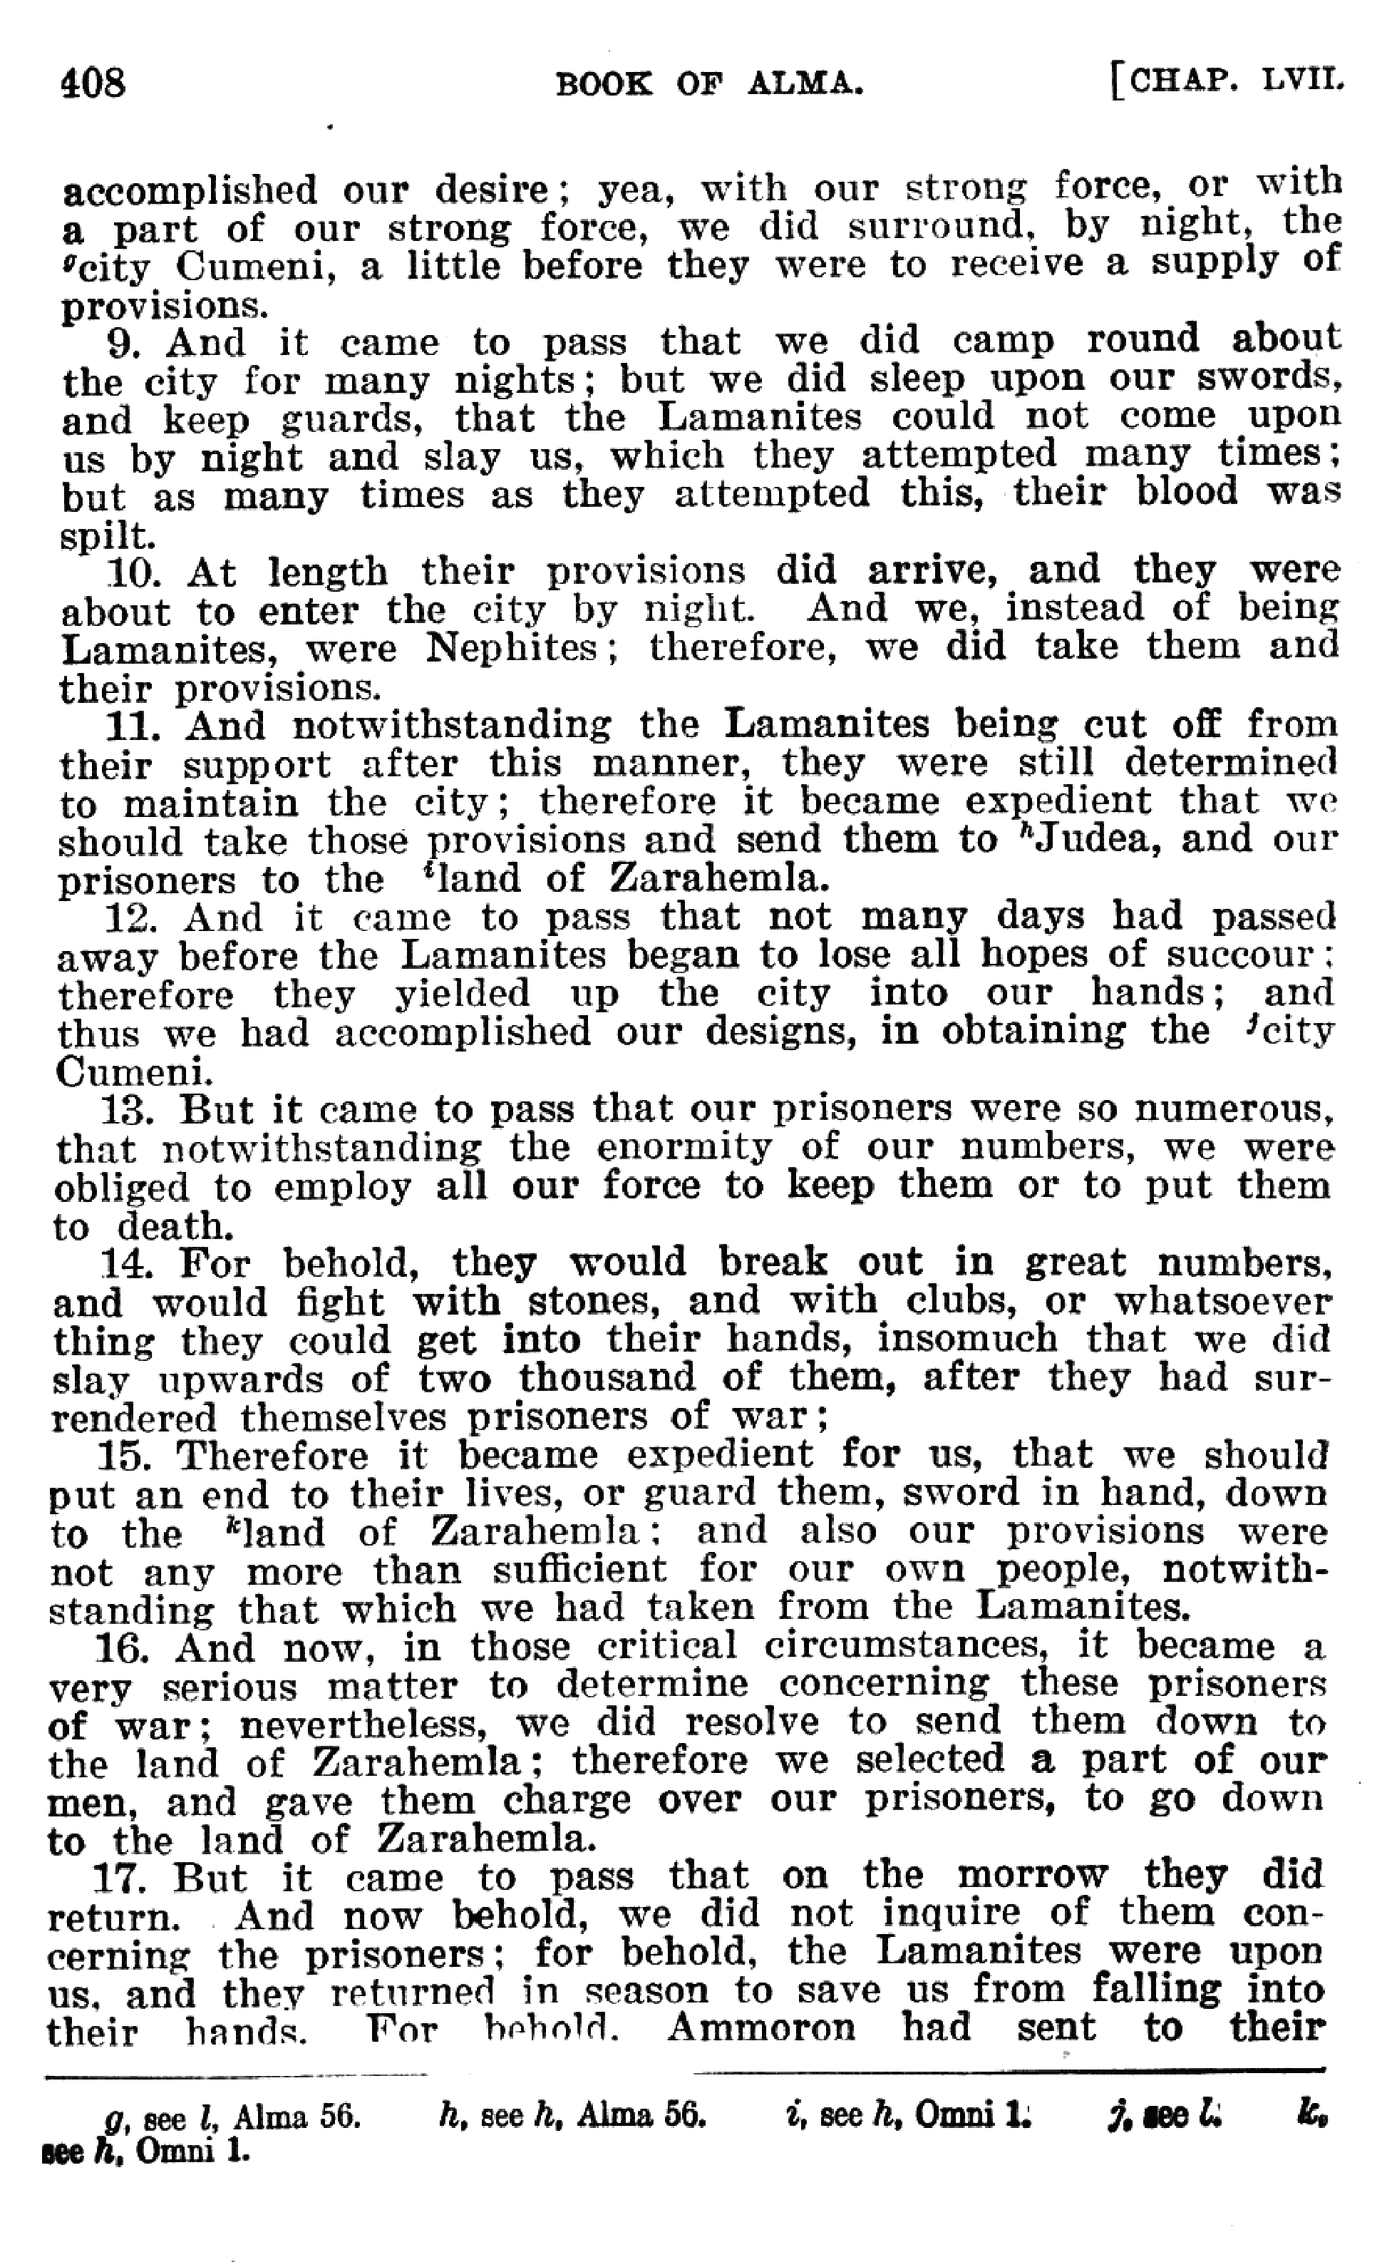 408 BOOK OF ALMA. [CHAP. LVII.
accomplished our desire; yea, with our strong force, or with
a part of our strong force, we did surround, by night, the
ᵍcity Cumeni, a little before they were to receive a supply of
provisions.
9. And it came to pass that we did camp round about
the city for many nights; but we did sleep upon our swords,
and keep guards, that the Lamanites could not come upon
us by night and slay us, which they attempted many times;
but as many times as they attempted this, their blood was
spilt.
10. At length their provisions did arrive, and they were
about to enter the city by night. And we, instead of being
Lamanites, were Nephites; therefore, we did take them and
their provisions.
11. And notwithstanding the Lamanites being cut off from
their support after this manner, they were still determined
to maintain the city; therefore it became expedient that we
should take those provisions and send them to ʰJudea, and our
prisoners to the ⁱland of Zarahemla.
12. And it came to pass that not many days had passed
away before the Lamanites began to lose all hopes of succour;
therefore they yielded up the city into our hands; and
thus we had accomplished our designs, in obtaining the ʲcity
Cumeni.
13. But it came to pass that our prisoners were so numerous,
that notwithstanding the enormity of our numbers, we were
obliged to employ all our force to keep them or to put them
to death.
14. For behold, they would break out in great numbers,
and would fight with stones, and with clubs, or whatsoever
thing they could get into their hands, insomuch that we did
slay upwards of two thousand of them, after they had sur-
rendered themselves prisoners of war;
15. Therefore it became expedient for us, that we should
put an end to their lives, or guard them, sword in hand, down
to the ᵏland of Zarahemla; and also our provisions were
not any more than sufficient for our own people, notwith-
standing that which we had taken from the Lamanites.
16. And now, in those critical circumstances, it became a
very serious matter to determine concerning these prisoners
of war; nevertheless, we did resolve to send them down to
the land of Zarahemla; therefore we selected a part of our
men, and gave them charge over our prisoners, to go down
to the land of Zarahemla.
17. But it came to pass that on the morrow they did
return. And now behold, we did not inquire of them con-
cerning the prisoners; for behold, the Lamanites were upon
us, and they returned in season to save us from falling into
their hands. For behold, Ammoron had sent to their
g, see l, Alma 56. h, see h, Alma 56. i, see h, Omni 1. j, see l. k,
see h, Omni 1.